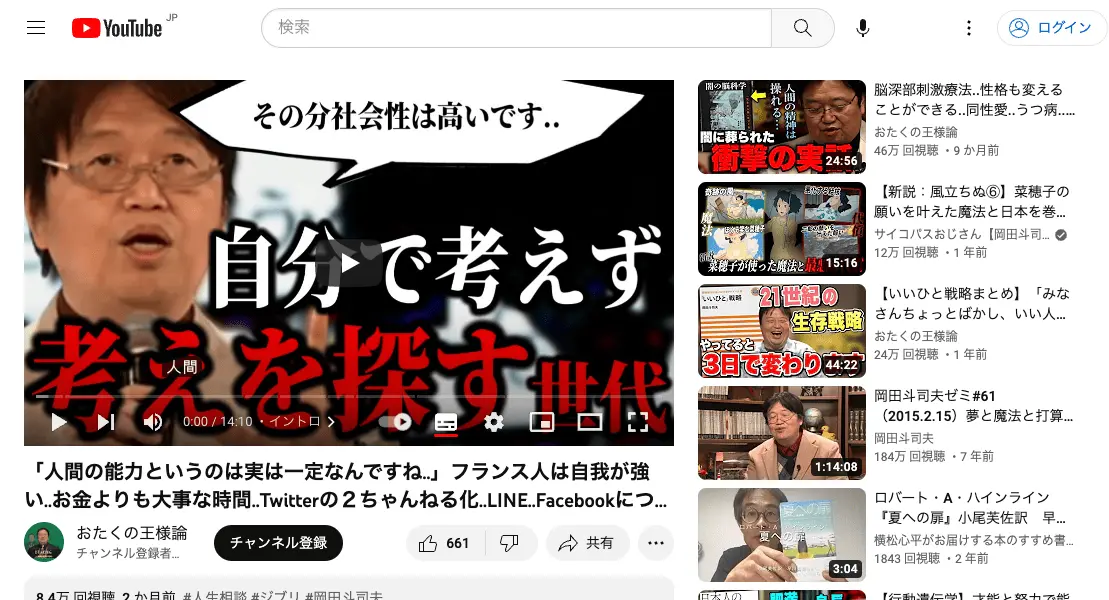 YouTube JP
検索
ログイン
その分社会性は高いです..
自分で考えず
考えを探す世代
人間
0:00 / 14:10 ・イントロ
「人間の能力というのは実は一定なんですね..」フランス人は自我が強
い..お金よりも大事な時間..Twitterの２ちゃんねる化..LINE..Facebookにつ...
おたくの王様論
チャンネル登録者...
チャンネル登録
661
共有
8.4万 回視聴 2 か月前 #人生相談 #ジブリ #岡田斗司夫
闇の脳科学
人間の精神は
操れる…
闇に葬られた
衝撃の実話
24:56
脳深部刺激療法..性格も変える
ことができる..同性愛..うつ病.....
おたくの王様論
46万 回視聴 ・9 か月前
魔法
菜穂子が使った魔法と最
15:16
【新説：風立ちぬ⑥】菜穂子の
願いを叶えた魔法と日本を巻...
サイコパスおじさん【岡田斗司...
12万 回視聴 ・1 年前
「いいひと」戦略
21世紀の
生存戦略
やってると
3日で変わります
44:22
【いいひと戦略まとめ】「みな
さんちょっとばかし、いい人...
おたくの王様論
24万 回視聴 ・1 年前
1:14:08
岡田斗司夫ゼミ#61
（2015.2.15）夢と魔法と打算...
岡田斗司夫
184万 回視聴 ・7 年前
ロバート・A・
夏への扉
3:04
ロバート・A・ハインライン
『夏への扉』小尾芙佐訳　早...
横松心平がお届けする本のすすめ書...
1843 回視聴 ・2 年前
日本人の
【行動遺伝学】才能と努力で能